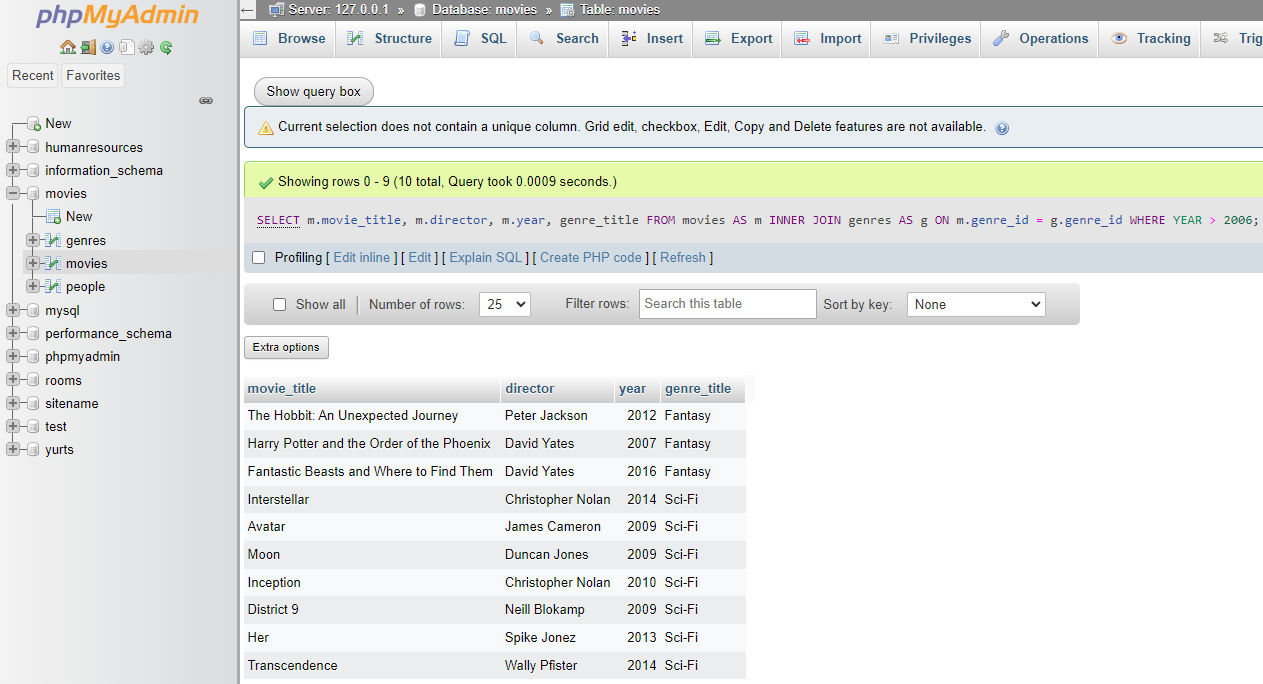 phpMyAdmin
Recent Favorites
New
humanresources
information_schema
movies
New
genres
movies
people
mysql
performance_schema
phpmyadmin
rooms
sitename
test
yurts
Server: 127.0.0.1 » Database: movies » Table: movies
Browse Structure SQL Search Insert Export Import Privileges Operations Tracking Trig
Show query box
Current selection does not contain a unique column. Grid edit, checkbox, Edit, Copy and Delete features are not available.
Showing rows 0 - 9 (10 total, Query took 0.0009 seconds.)
SELECT m.movie_title, m.director, m.year, genre_title FROM movies AS m INNER JOIN genres AS g ON m.genre_id = g.genre_id WHERE YEAR > 2006;
Profiling [ Edit inline ] [ Edit ] [ Explain SQL ] [ Create PHP code ] [ Refresh ]
Show all Number of rows: 25 Filter rows: Search this table Sort by key: None
Extra options
movie_title director year genre_title
The Hobbit: An Unexpected Journey Peter Jackson 2012 Fantasy
Harry Potter and the Order of the Phoenix David Yates 2007 Fantasy
Fantastic Beasts and Where to Find Them David Yates 2016 Fantasy
Interstellar Christopher Nolan 2014 Sci-Fi
Avatar James Cameron 2009 Sci-Fi
Moon Duncan Jones 2009 Sci-Fi
Inception Christopher Nolan 2010 Sci-Fi
District 9 Neill Blokamp 2009 Sci-Fi
Her Spike Jonez 2013 Sci-Fi
Transcendence Wally Pfister 2014 Sci-Fi